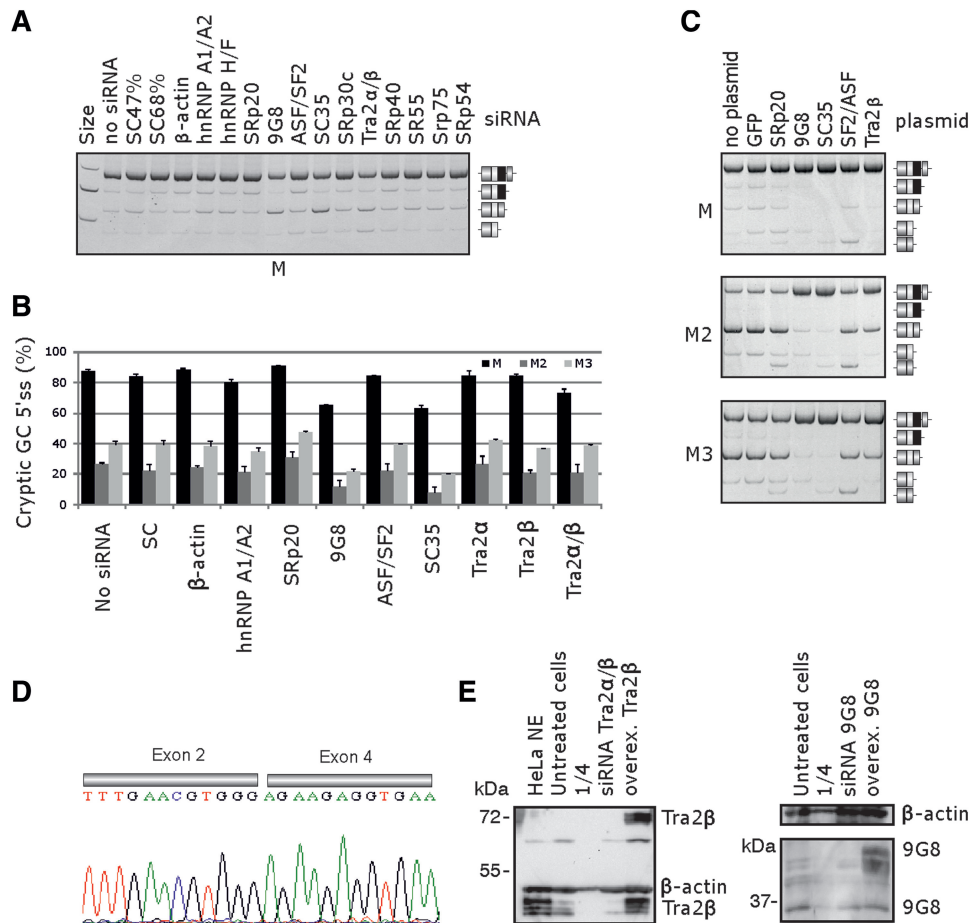 A
Size
no siRNA
SC47%
SC68%
β-actin
hnRNP A1/A2
hnRNP H/F
SRp20
9G8
ASF/SF2
SC35
SRp30c
Tra2α/β
SRp40
SR55
Srp75
SRp54
siRNA
M
B
Cryptic GC 5'ss (%)
100
80
60
40
20
0
M
M2
M3
No siRNA
SC
β-actin
hnRNP A1/A2
SRp20
9G8
ASF/SF2
SC35
Tra2α
Tra2β
Tra2α/β
C
no plasmid
GFP
SRp20
9G8
SC35
SF2/ASF
Tra2β
plasmid
M
M2
M3
D
Exon 2
Exon 4
T T T G A A C G T G G G A G A A G A G G T G A A
E
HeLa NE
Untreated cells
1/4
siRNA Tra2α/β
overex. Tra2β
kDa
72-
55-
Tra2β
β-actin
Tra2β
Untreated cells
1/4
siRNA 9G8
overex. 9G8
β-actin
kDa
37-
9G8
9G8